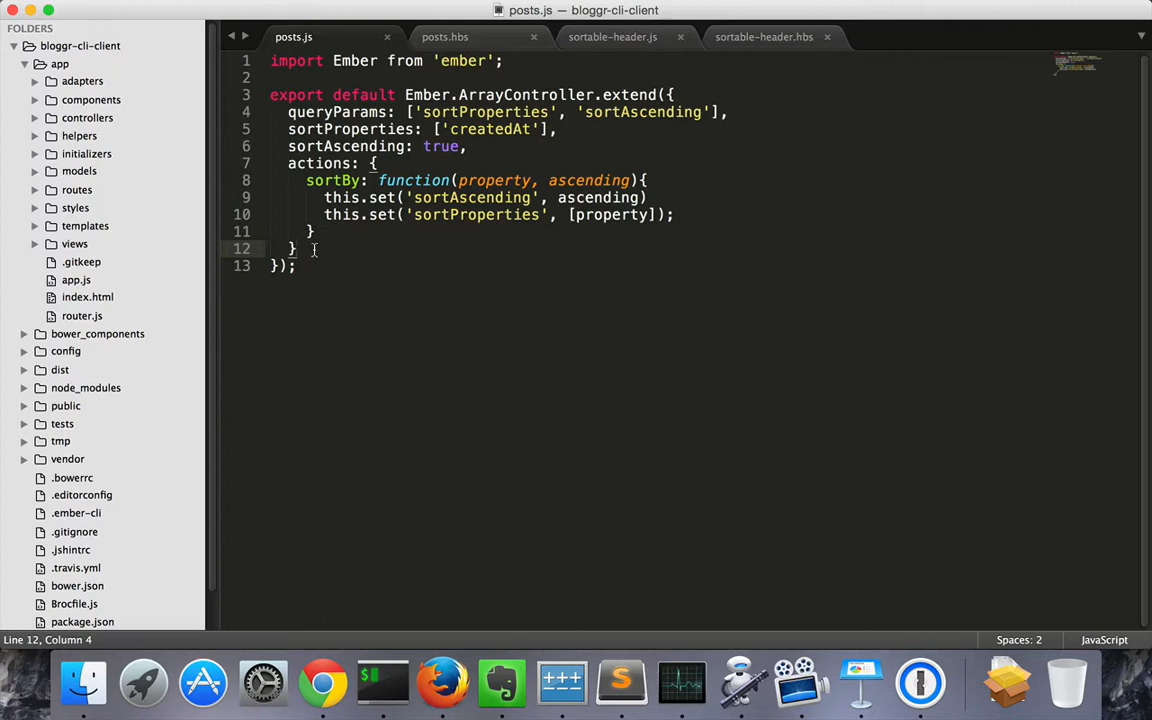 posts.js — bloggr-cli-client
FOLDERS
bloggr-cli-client
app
adapters
components
controllers
helpers
initializers
models
routes
styles
templates
views
.gitkeep
app.js
index.html
router.js
bower_components
config
dist
node_modules
public
tests
tmp
vendor
.bowerrc
.editorconfig
.ember-cli
.gitignore
.jshintrc
.travis.yml
bower.json
Brocfile.js
package.json
posts.js
posts.hbs
sortable-header.js
sortable-header.hbs
1 import Ember from 'ember';
2
3 export default Ember.ArrayController.extend({
4 queryParams: ['sortProperties', 'sortAscending'],
5 sortProperties: ['createdAt'],
6 sortAscending: true,
7 actions: {
8 sortBy: function(property, ascending){
9 this.set('sortAscending', ascending)
10 this.set('sortProperties', [property]);
11 }
12 }
13 });
Line 12, Column 4
Spaces: 2
JavaScript